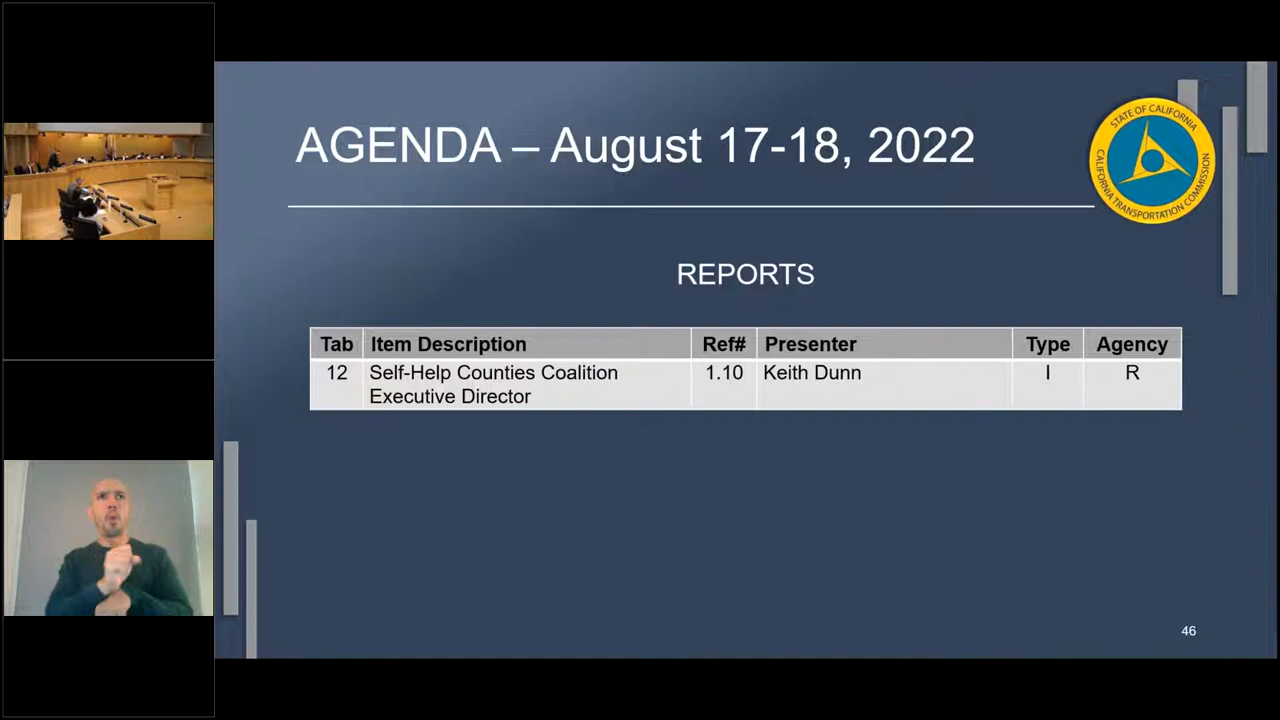 AGENDA – August 17-18, 2022
STATE OF CALIFORNIA
CALIFORNIA TRANSPORTATION COMMISSION
REPORTS
Tab Item Description Ref# Presenter Type Agency
12 Self-Help Counties Coalition 1.10 Keith Dunn I R
Executive Director
46